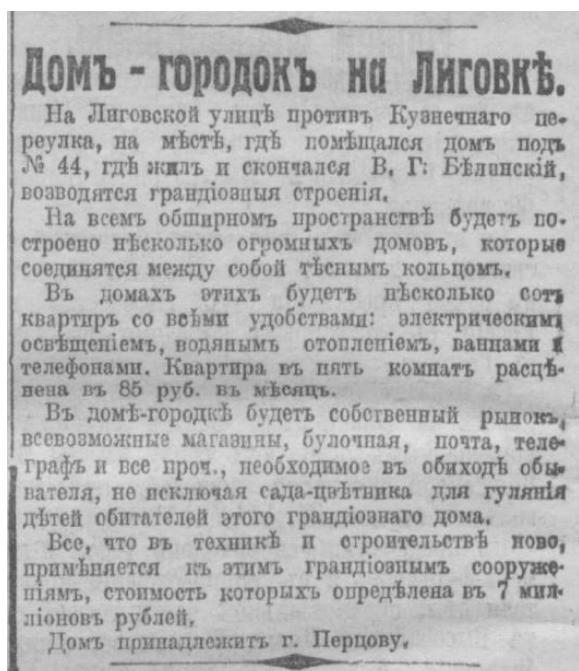 Домъ - городокъ на Лиговкѣ.
На Лиговской улицѣ противъ Кузнечнаго пе-
реулка, на мѣстѣ, гдѣ помѣщался домъ подъ
№ 44, гдѣ жилъ и скончался В. Г. Бѣлинскій,
возводятся грандіозныя строенія.
На всемъ обширномъ пространствѣ будетъ по-
строено нѣсколько огромныхъ домовъ, которые
соединятся между собой тѣснымъ кольцомъ.
Въ домахъ этихъ будетъ нѣсколько сотъ
квартиръ со всѣми удобствами: электрическимъ
освѣщеніемъ, водянымъ отопленіемъ, ваннами и
телефонами. Квартира въ пять комнатъ расцѣ-
нена въ 85 руб. въ мѣсяцъ.
Въ домѣ-городкѣ будетъ собственный рынокъ,
всевозможные магазины, булочная, почта, теле-
графъ и все проч., необходимое въ обиходѣ обы-
вателя, не исключая сада-цвѣтника для гулянія
дѣтей обитателей этого грандіознаго дома.
Все, что въ техникѣ и строительствѣ ново,
примѣняется къ этимъ грандіознымъ сооруже-
ніямъ, стоимость которыхъ опредѣлена въ 7 мил-
ліоновъ рублей.
Домъ принадлежитъ г. Перцову.